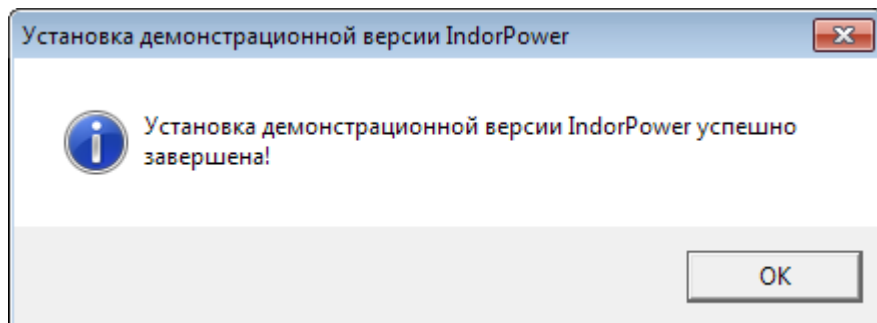 Установка демонстрационной версии IndorPower
Установка демонстрационной версии IndorPower успешно
завершена!
OK